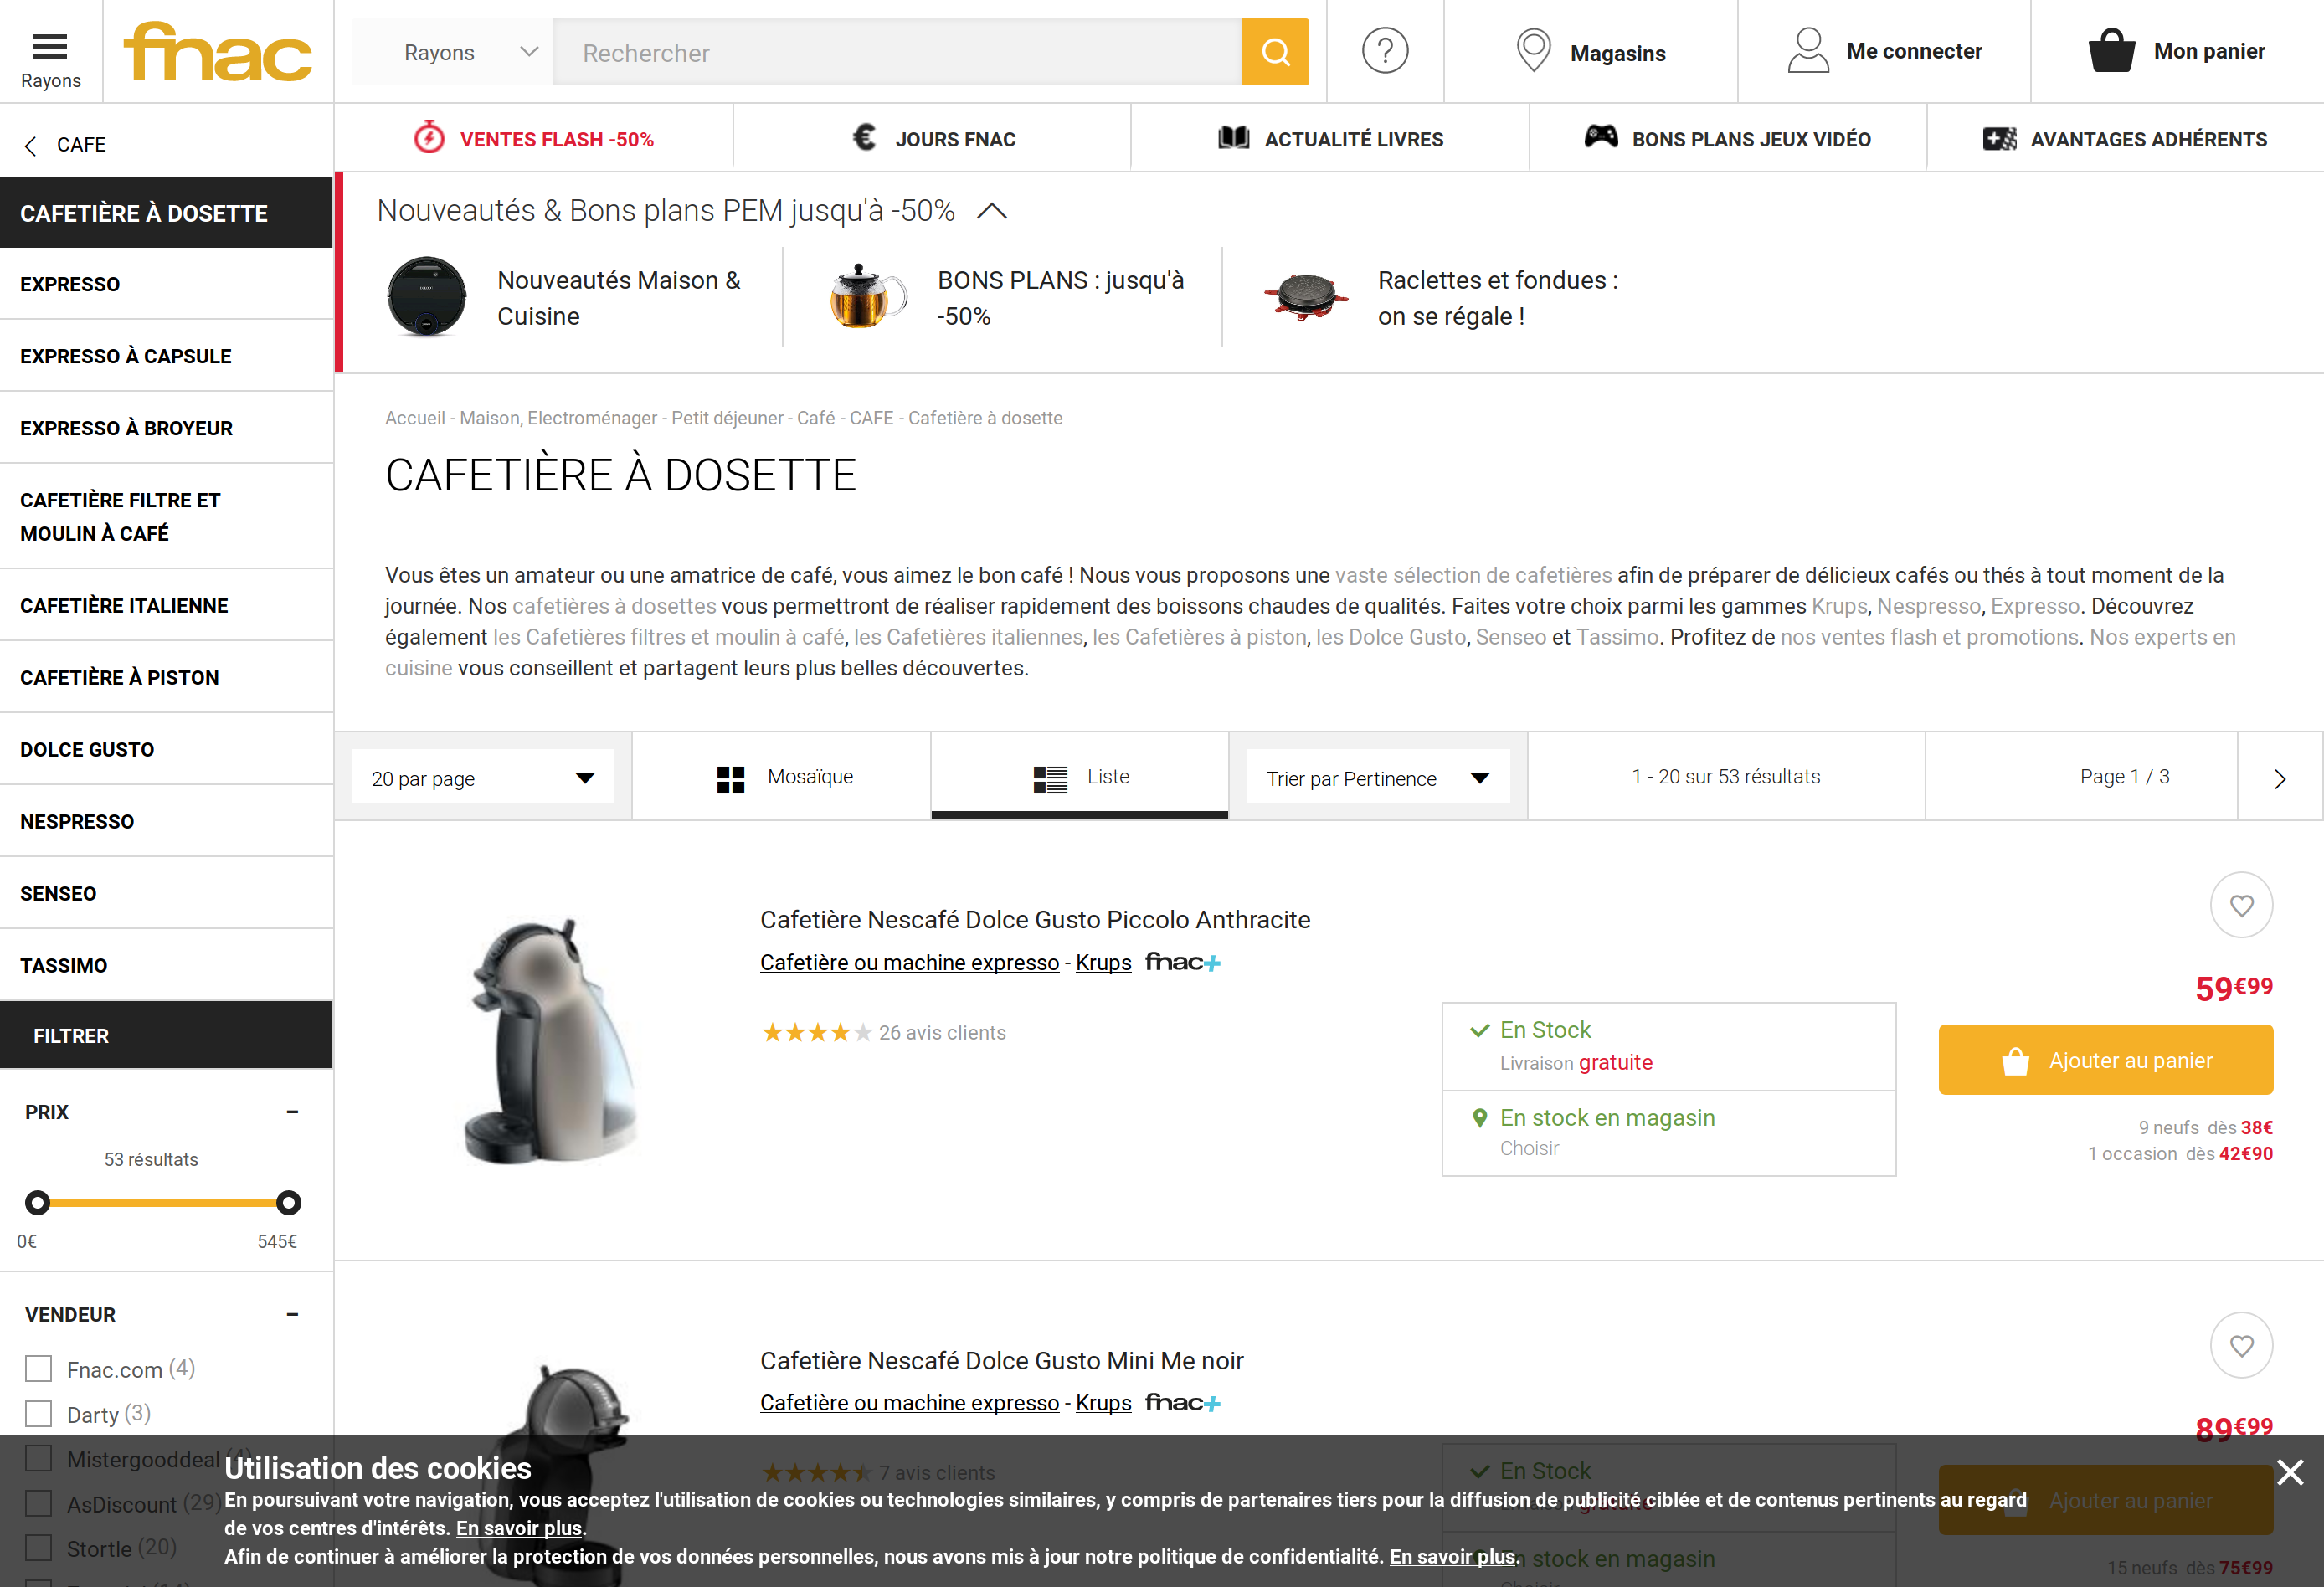 Rayons
fnac
Rayons
Rechercher
?
Magasins
Me connecter
Mon panier
CAFE
VENTES FLASH -50%
JOURS FNAC
ACTUALITÉ LIVRES
BONS PLANS JEUX VIDÉO
AVANTAGES ADHÉRENTS
CAFETIÈRE À DOSETTE
EXPRESSO
EXPRESSO À CAPSULE
EXPRESSO À BROYEUR
CAFETIÈRE FILTRE ET
MOULIN À CAFÉ
CAFETIÈRE ITALIENNE
CAFETIÈRE À PISTON
DOLCE GUSTO
NESPRESSO
SENSEO
TASSIMO
FILTRER
PRIX
53 résultats
0€
545€
VENDEUR
Fnac.com (4)
Darty (3)
Mistergooddeal (4)
AsDiscount (29)
Stortle (20)
Nouveautés & Bons plans PEM jusqu'à -50%
Nouveautés Maison &
Cuisine
BONS PLANS : jusqu'à
-50%
Raclettes et fondues :
on se régale !
Accueil - Maison, Electroménager - Petit déjeuner - Café - CAFE - Cafetière à dosette
CAFETIÈRE À DOSETTE
Vous êtes un amateur ou une amatrice de café, vous aimez le bon café ! Nous vous proposons une vaste sélection de cafetières afin de préparer de délicieux cafés ou thés à tout moment de la
journée. Nos cafetières à dosettes vous permettront de réaliser rapidement des boissons chaudes de qualités. Faites votre choix parmi les gammes Krups, Nespresso, Expresso. Découvrez
également les Cafetières filtres et moulin à café, les Cafetières italiennes, les Cafetières à piston, les Dolce Gusto, Senseo et Tassimo. Profitez de nos ventes flash et promotions. Nos experts en
cuisine vous conseillent et partagent leurs plus belles découvertes.
20 par page
Mosaïque
Liste
Trier par Pertinence
1 - 20 sur 53 résultats
Page 1 / 3
Cafetière Nescafé Dolce Gusto Piccolo Anthracite
Cafetière ou machine expresso - Krups fnac+
26 avis clients
En Stock
Livraison gratuite
En stock en magasin
Choisir
59€99
Ajouter au panier
9 neufs dès 38€
1 occasion dès 42€90
Cafetière Nescafé Dolce Gusto Mini Me noir
Cafetière ou machine expresso - Krups fnac+
7 avis clients
En Stock
gratuite
En stock en magasin
89€99
Ajouter au panier
15 neufs dès 75€99
Utilisation des cookies
En poursuivant votre navigation, vous acceptez l'utilisation de cookies ou technologies similaires, y compris de partenaires tiers pour la diffusion de publicité ciblée et de contenus pertinents au regard
de vos centres d'intérêts. En savoir plus.
Afin de continuer à améliorer la protection de vos données personnelles, nous avons mis à jour notre politique de confidentialité. En savoir plus.